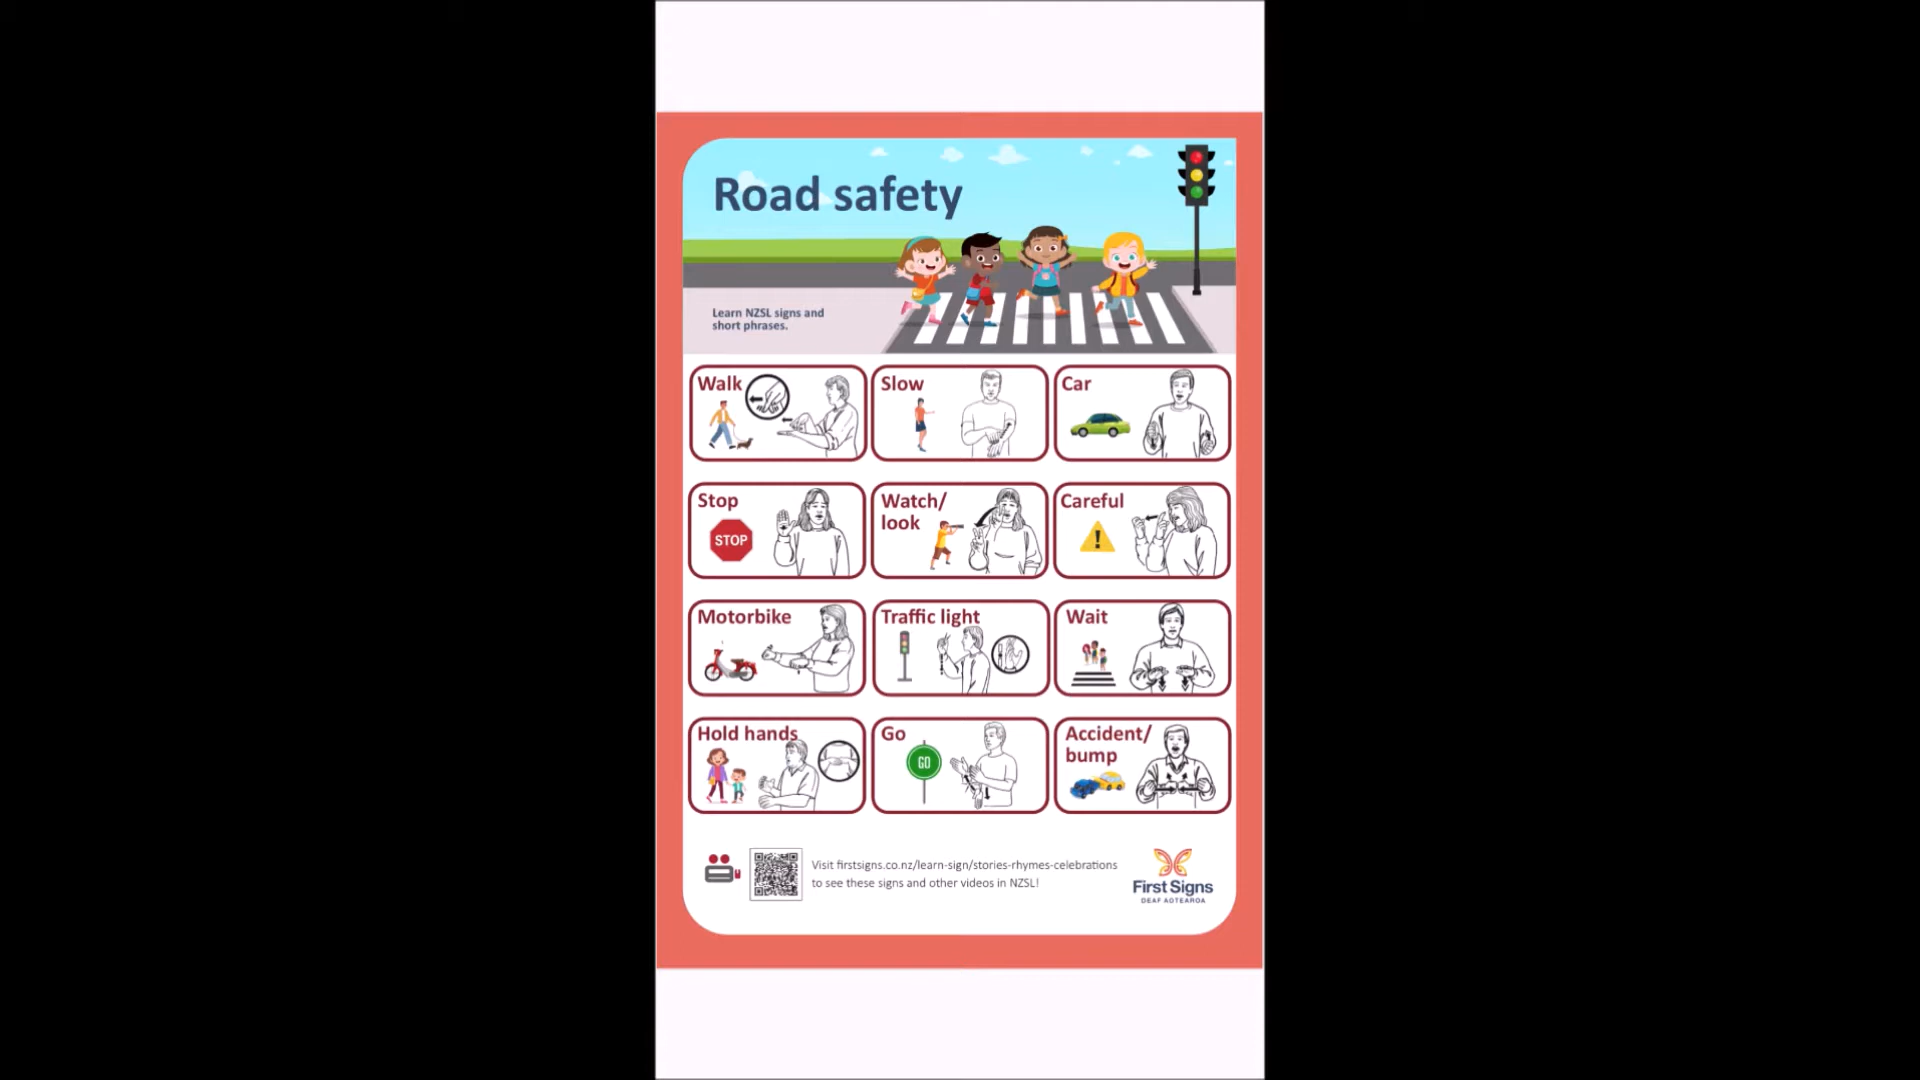 Road safety
Learn NZSL signs and
short phrases.
Walk
Slow
Car
Stop
STOP
Watch/
look
Careful
Motorbike
Traffic light
Wait
Hold hands
Go
GO
Accident/
bump
Visit firstsigns.co.nz/learn-sign/stories-rhymes-celebrations
to see these signs and other videos in NZSL!
First Signs
DEAF AOTEAROA